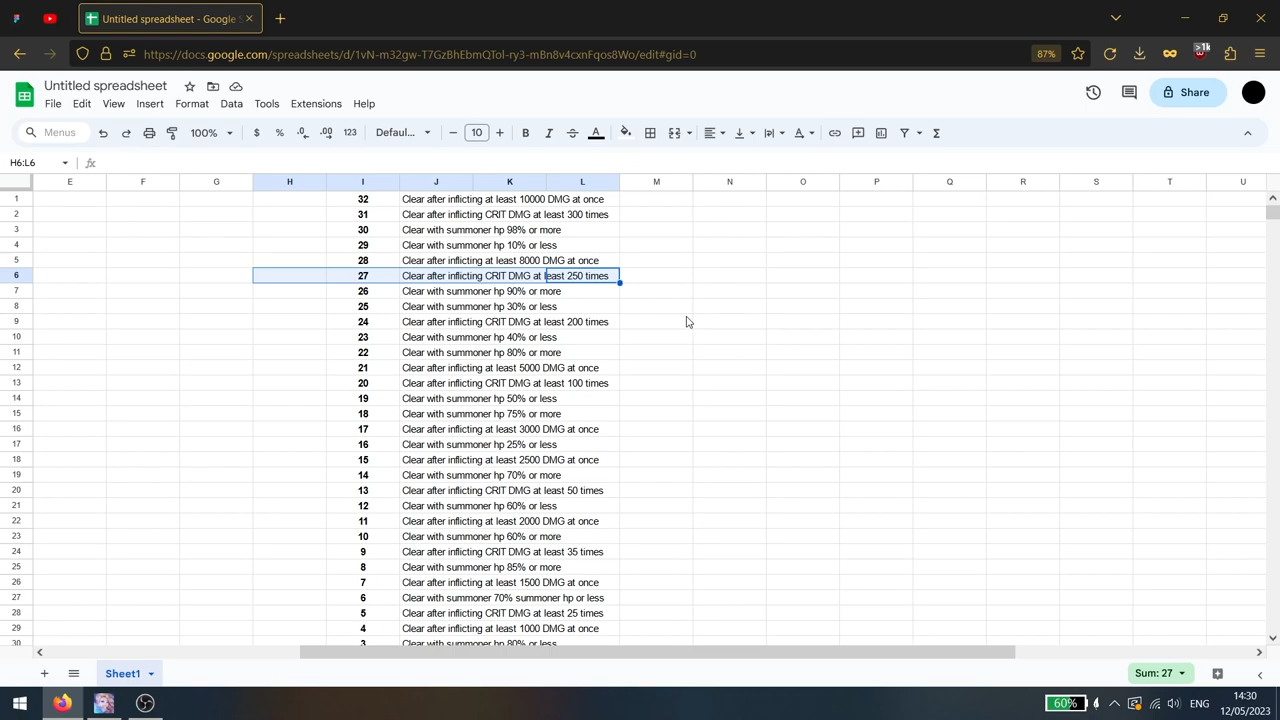 Untitled spreadsheet - Google S
https://docs.google.com/spreadsheets/d/1vN-m32gw-T7GzBhEbmQTol-ry3-mBn8v4cxnFqos8Wo/edit#gid=0
87%
>1k
Untitled spreadsheet
File Edit View Insert Format Data Tools Extensions Help
Share
Menus 100% $ % .0 .00 123 Defaul... 10 B I A
H6:L6 fx
E F G H I J K L M N O P Q R S T U
1 32 Clear after inflicting at least 10000 DMG at once
2 31 Clear after inflicting CRIT DMG at least 300 times
3 30 Clear with summoner hp 98% or more
4 29 Clear with summoner hp 10% or less
5 28 Clear after inflicting at least 8000 DMG at once
6 27 Clear after inflicting CRIT DMG at least 250 times
7 26 Clear with summoner hp 90% or more
8 25 Clear with summoner hp 30% or less
9 24 Clear after inflicting CRIT DMG at least 200 times
10 23 Clear with summoner hp 40% or less
11 22 Clear with summoner hp 80% or more
12 21 Clear after inflicting at least 5000 DMG at once
13 20 Clear after inflicting CRIT DMG at least 100 times
14 19 Clear with summoner hp 50% or less
15 18 Clear with summoner hp 75% or more
16 17 Clear after inflicting at least 3000 DMG at once
17 16 Clear with summoner hp 25% or less
18 15 Clear after inflicting at least 2500 DMG at once
19 14 Clear with summoner hp 70% or more
20 13 Clear after inflicting CRIT DMG at least 50 times
21 12 Clear with summoner hp 60% or less
22 11 Clear after inflicting at least 2000 DMG at once
23 10 Clear with summoner hp 60% or more
24 9 Clear after inflicting CRIT DMG at least 35 times
25 8 Clear with summoner hp 85% or more
26 7 Clear after inflicting at least 1500 DMG at once
27 6 Clear with summoner 70% summoner hp or less
28 5 Clear after inflicting CRIT DMG at least 25 times
29 4 Clear after inflicting at least 1000 DMG at once
30 3 Clear with summoner hp 80% or less
Sheet1
Sum: 27
60% ENG
14:30
12/05/2023